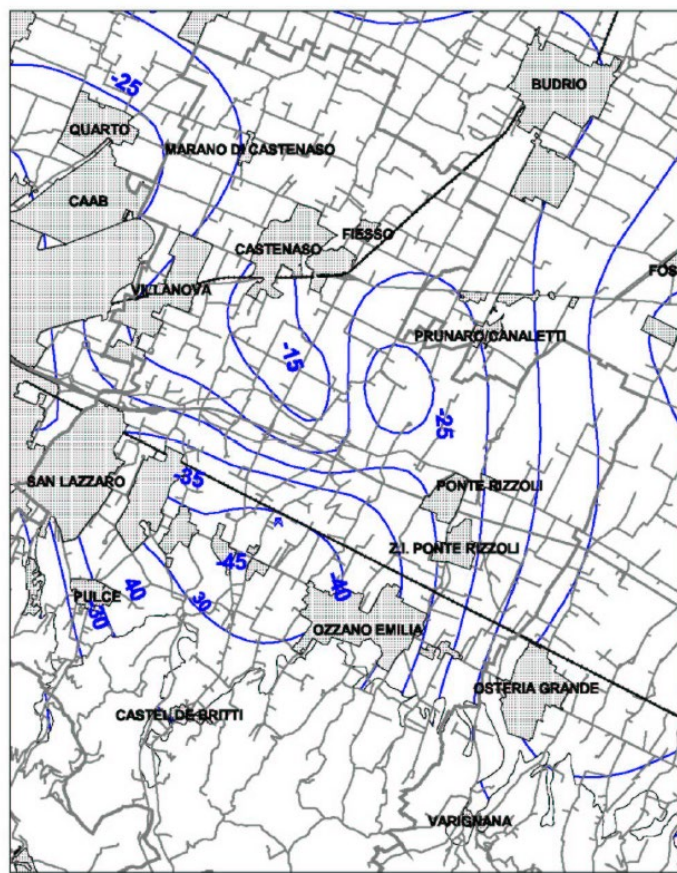 BUDRIO
-25
QUARTO
MARANO DI CASTENASO
CAAB
FIESSO
CASTENASO
FOS
VILLANOVA
PRUNARO/CANALETTI
-15
-25
-35
SAN LAZZARO
PONTE RIZZOLI
Z.I. PONTE RIZZOLI
-45
-40
40
PULCE
30
-30
OZZANO EMILIA
OSTERIA GRANDE
CASTEL DE BRITTI
VARIGNANA